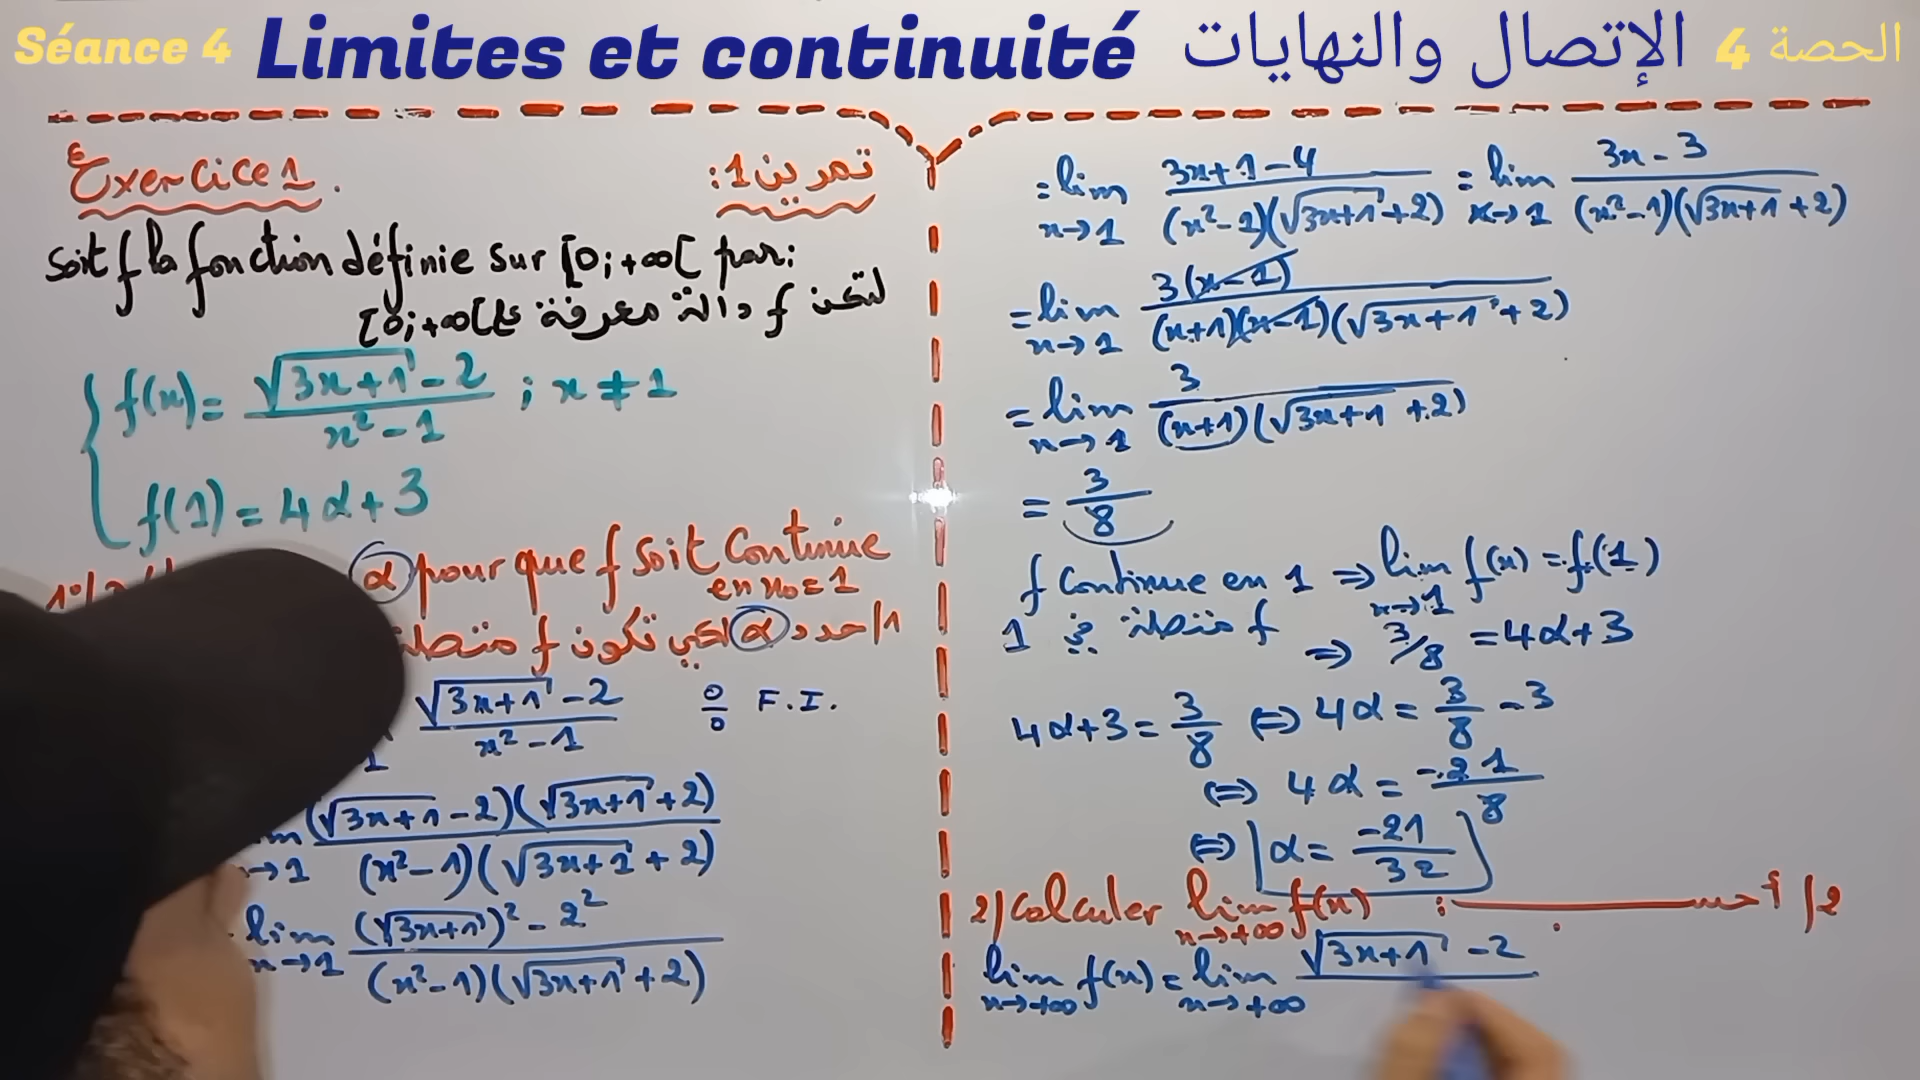 Séance 4 Limites et continuité الإتصال والنهايات الحصة 4
Exercice 1. تمرين 1:
soit f la fonction définie sur [0;+∞[ par:
لتكن f دالة معرفة على [0;+∞[
f(x) = (√(3x+1) - 2)/(x² - 1) ; x ≠ 1
f(1) = 4α+3
α pour que f soit continue
en x₀ = 1
1/ حدد α لكي تكون f متصلة
(√(3x+1) - 2)/(x² - 1) 0/0 F.I.
lim x→1 ((√(3x+1) - 2)(√(3x+1) + 2))/((x² - 1)(√(3x+1) + 2))
lim x→1 ((√(3x+1))² - 2²)/((x² - 1)(√(3x+1) + 2))
= lim x→1 (3x+1-4)/((x² - 1)(√(3x+1) + 2)) = lim x→1 (3x - 3)/((x² - 1)(√(3x+1) + 2))
= lim x→1 3(x-1)/((x+1)(x-1)(√(3x+1) + 2))
= lim x→1 3/((x+1)(√(3x+1) + 2))
= 3/8
f continue en 1 ⇒ lim x→1 f(x) = f(1)
f متصلة في 1 ⇒ 3/8 = 4α+3
4α+3 = 3/8 ⇔ 4α = 3/8 - 3
⇔ 4α = -21/8
⇔ α = -21/32
2) calculer lim x→+∞ f(x) : أحسب 2/
lim x→+∞ f(x) = lim x→+∞ √(3x+1) - 2